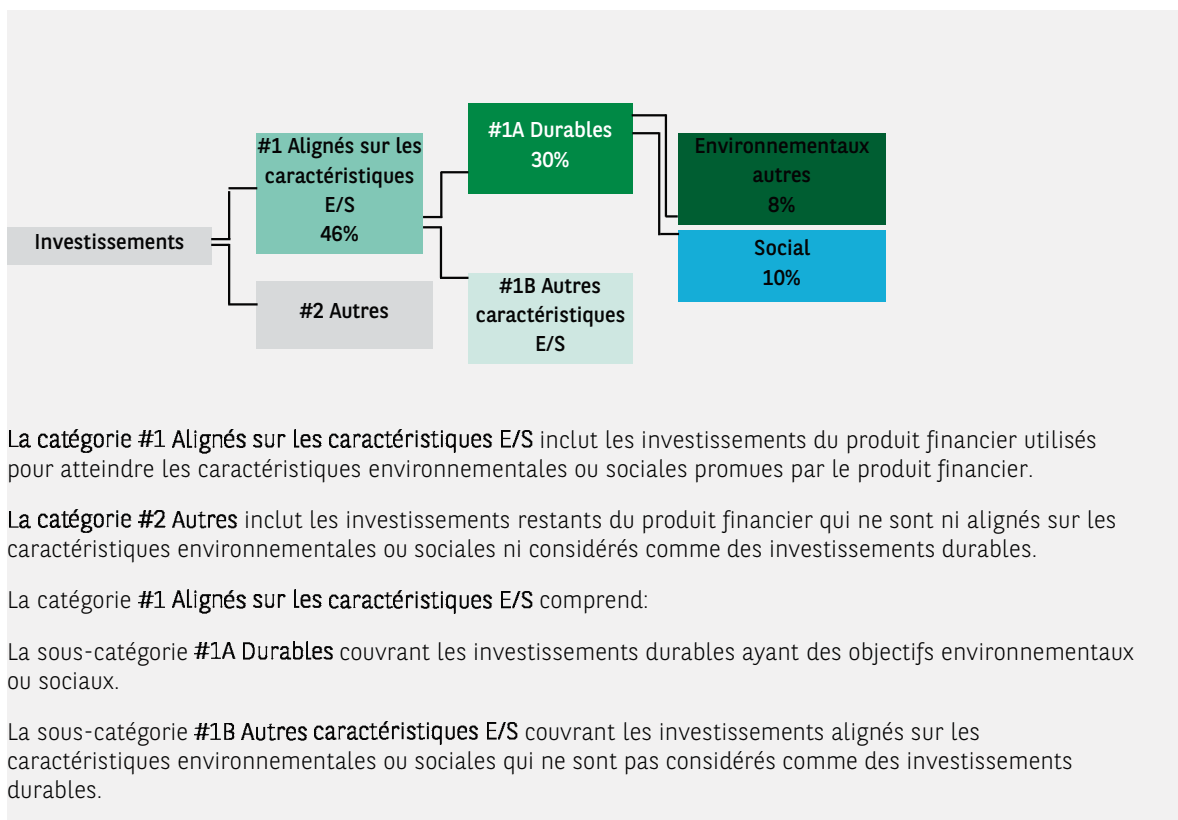 #1A Durables
30%
#1 Alignés sur les
caractéristiques
E/S
46%
Environnementaux
autres
8%
Investissements
Social
10%
#2 Autres
#1B Autres
caractéristiques
E/S
La catégorie #1 Alignés sur les caractéristiques E/S inclut les investissements du produit financier utilisés
pour atteindre les caractéristiques environnementales ou sociales promues par le produit financier.
La catégorie #2 Autres inclut les investissements restants du produit financier qui ne sont ni alignés sur les
caractéristiques environnementales ou sociales ni considérés comme des investissements durables.
La catégorie #1 Alignés sur les caractéristiques E/S comprend:
La sous-catégorie #1A Durables couvrant les investissements durables ayant des objectifs environnementaux
ou sociaux.
La sous-catégorie #1B Autres caractéristiques E/S couvrant les investissements alignés sur les
caractéristiques environnementales ou sociales qui ne sont pas considérés comme des investissements
durables.